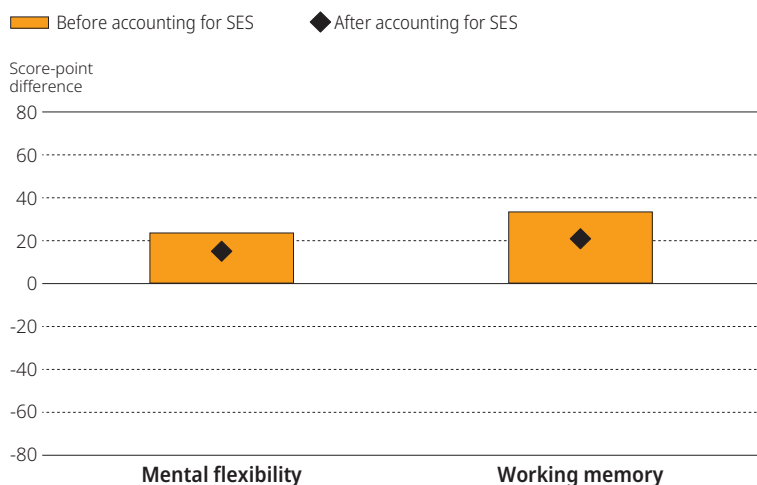 Before accounting for SES After accounting for SES
Score-point
difference
80
60
40
20
0
-20
-40
-60
-80
Mental flexibility Working memory